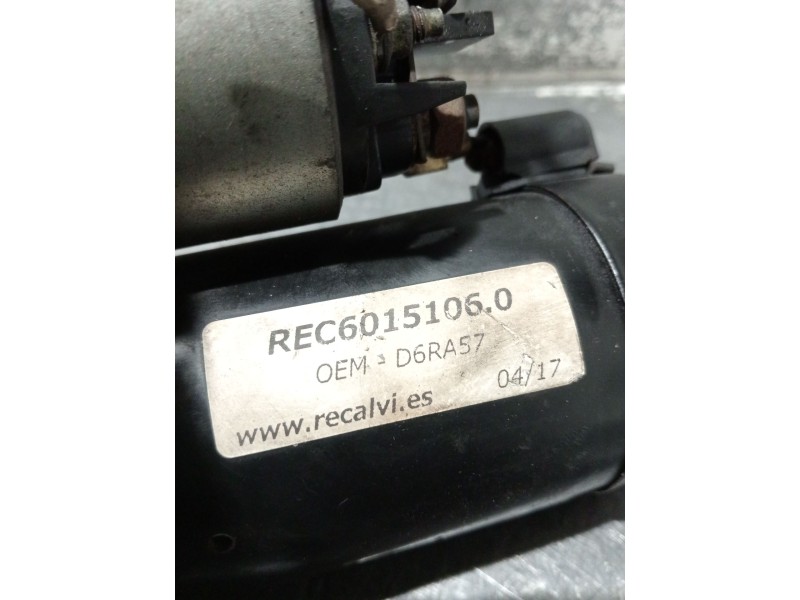 REC6015106.0
OEM - D6RA57
04/17
www.recalvi.es